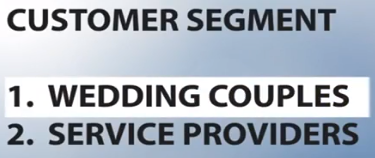 CUSTOMER SEGMENT
1. WEDDING COUPLES
2. SERVICE PROVIDERS